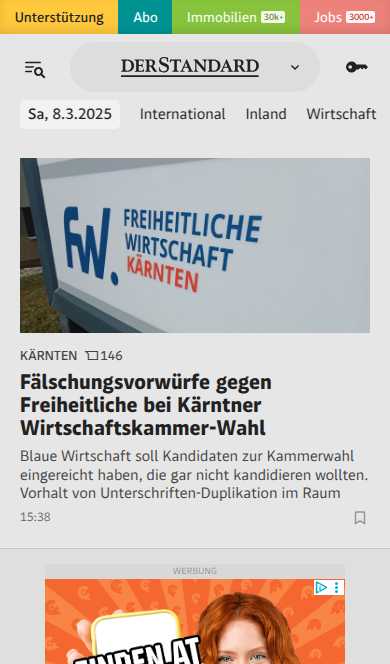 Unterstützung Abo Immobilien 30k+ Jobs 3000+
DERSTANDARD
Sa, 8.3.2025 International Inland Wirtschaft
FW.
FREIHEITLICHE
WIRTSCHAFT
KÄRNTEN
KÄRNTEN 146
Fälschungsvorwürfe gegen
Freiheitliche bei Kärntner
Wirtschaftskammer-Wahl
Blaue Wirtschaft soll Kandidaten zur Kammerwahl
eingereicht haben, die gar nicht kandidieren wollten.
Vorhalt von Unterschriften-Duplikation im Raum
15:38
WERBUNG
FINDEN.AT